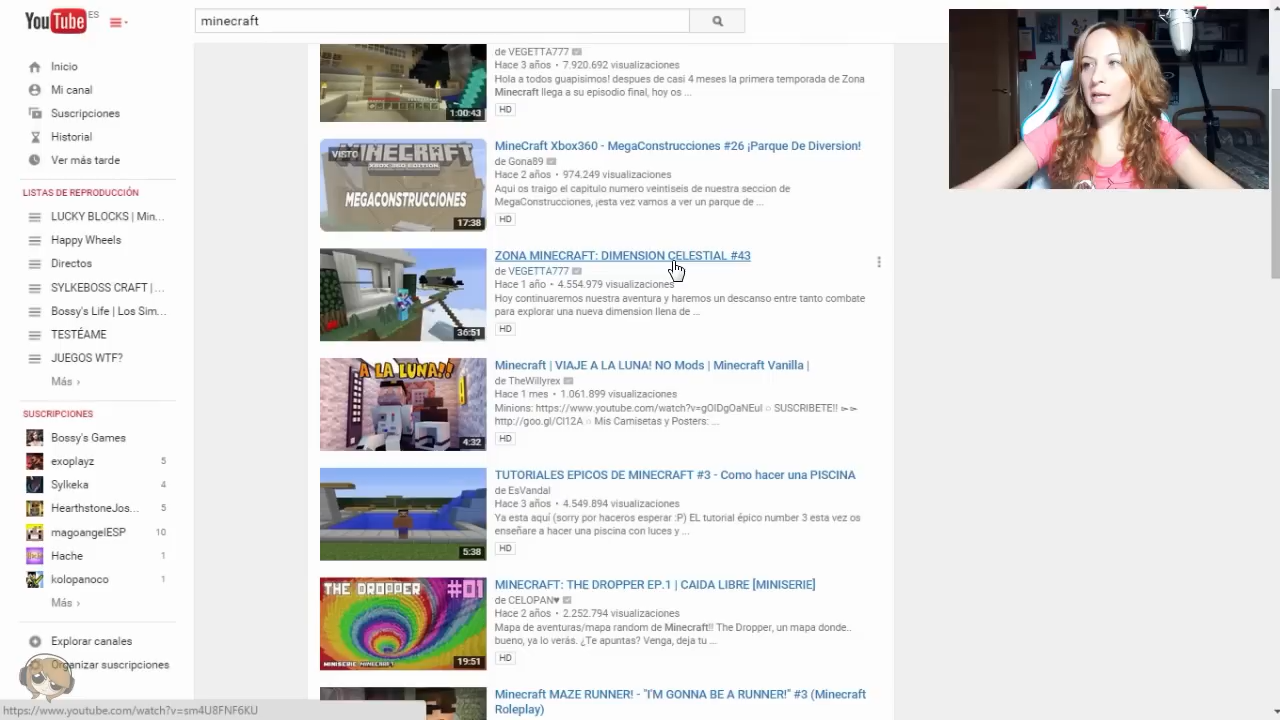 YouTube ES
minecraft
Inicio
Mi canal
Suscripciones
Historial
Ver más tarde
LISTAS DE REPRODUCCIÓN
LUCKY BLOCKS | Min...
Happy Wheels
Directos
SYLKEBOSS CRAFT | ...
Bossy's Life | Los Sim...
TESTÉAME
JUEGOS WTF?
Más ›
SUSCRIPCIONES
Bossy's Games
exoplayz 5
Sylkeka 4
HearthstoneJos... 5
magoangelESP 10
Hache 1
kolopanoco 1
Más ›
Explorar canales
Organizar suscripciones
https://www.youtube.com/watch?v=sm4U8FNF6KU
1:00:43
de VEGETTA777
Hace 3 años • 7.920.692 visualizaciones
Hola a todos guapisimos! despues de casi 4 meses la primera temporada de Zona
Minecraft llega a su episodio final, hoy os ...
HD
VISTO
MINECRAFT
XBOX 360 EDITION
MEGACONSTRUCCIONES
17:38
MineCraft Xbox360 - MegaConstrucciones #26 ¡Parque De Diversion!
de Gona89
Hace 2 años • 974.249 visualizaciones
Aqui os traigo el capitulo numero veintiseis de nuestra seccion de
MegaConstrucciones, ¡esta vez vamos a ver un parque de ...
HD
36:51
ZONA MINECRAFT: DIMENSION CELESTIAL #43
de VEGETTA777
Hace 1 año • 4.554.979 visualizaciones
Hoy continuaremos nuestra aventura y haremos un descanso entre tanto combate
para explorar una nueva dimension llena de ...
HD
A LA LUNA!!
4:32
Minecraft | VIAJE A LA LUNA! NO Mods | Minecraft Vanilla |
de TheWillyrex
Hace 1 mes • 1.061.899 visualizaciones
Minions: https://www.youtube.com/watch?v=gOlDgOaNEuI ○ SUSCRIBETE!! ►►
http://goo.gl/CI12A ○ Mis Camisetas y Posters: ...
HD
5:38
TUTORIALES EPICOS DE MINECRAFT #3 - Como hacer una PISCINA
de EsVandal
Hace 3 años • 4.549.894 visualizaciones
Ya esta aquí (sorry por haceros esperar :P) EL tutorial épico number 3 esta vez os
enseñare a hacer una piscina con luces y ...
HD
THE DROPPER #01
MINISERIE MINECRAFT
19:51
MINECRAFT: THE DROPPER EP.1 | CAIDA LIBRE [MINISERIE]
de CELOPAN♥
Hace 2 años • 2.252.794 visualizaciones
Mapa de aventuras/mapa random de Minecraft!! The Dropper, un mapa donde..
bueno, ya lo verás. ¿Te apuntas? Venga, deja tu ...
HD
Minecraft MAZE RUNNER! - "I'M GONNA BE A RUNNER!" #3 (Minecraft
Roleplay)